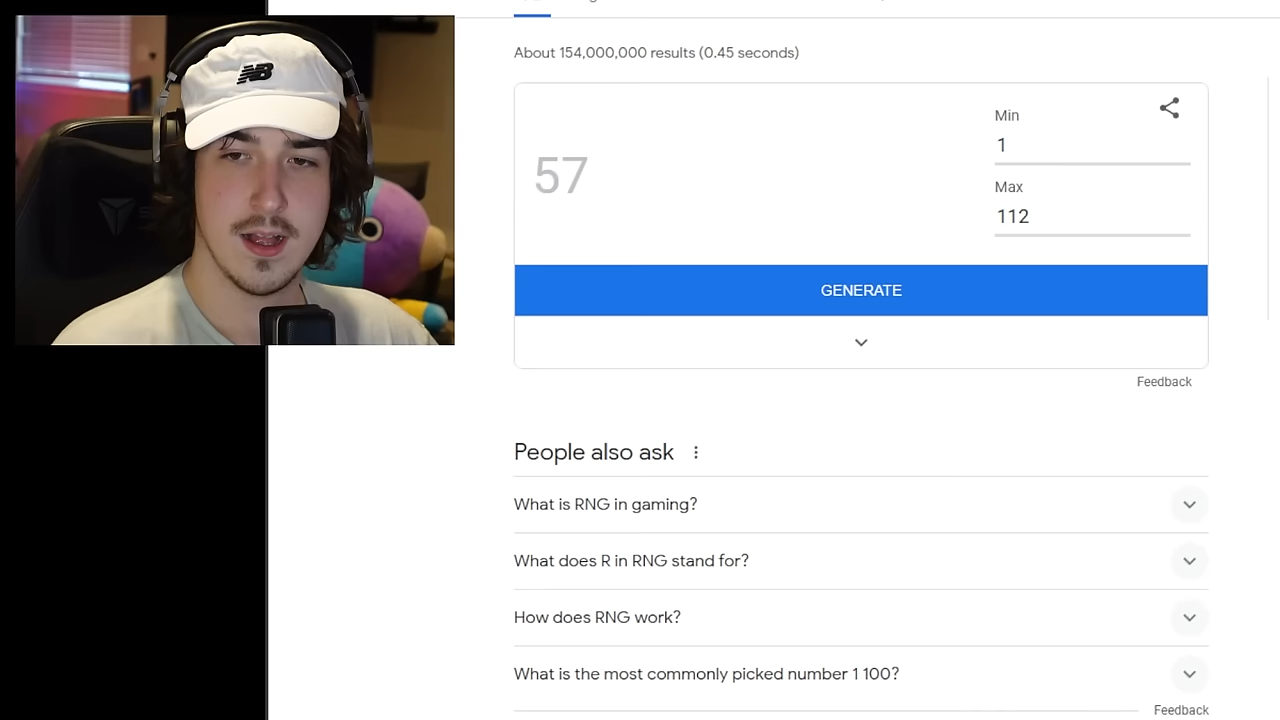 About 154,000,000 results (0.45 seconds)
NB
57
Min
1
Max
112
GENERATE
Feedback
People also ask
What is RNG in gaming?
What does R in RNG stand for?
How does RNG work?
What is the most commonly picked number 1 100?
Feedback